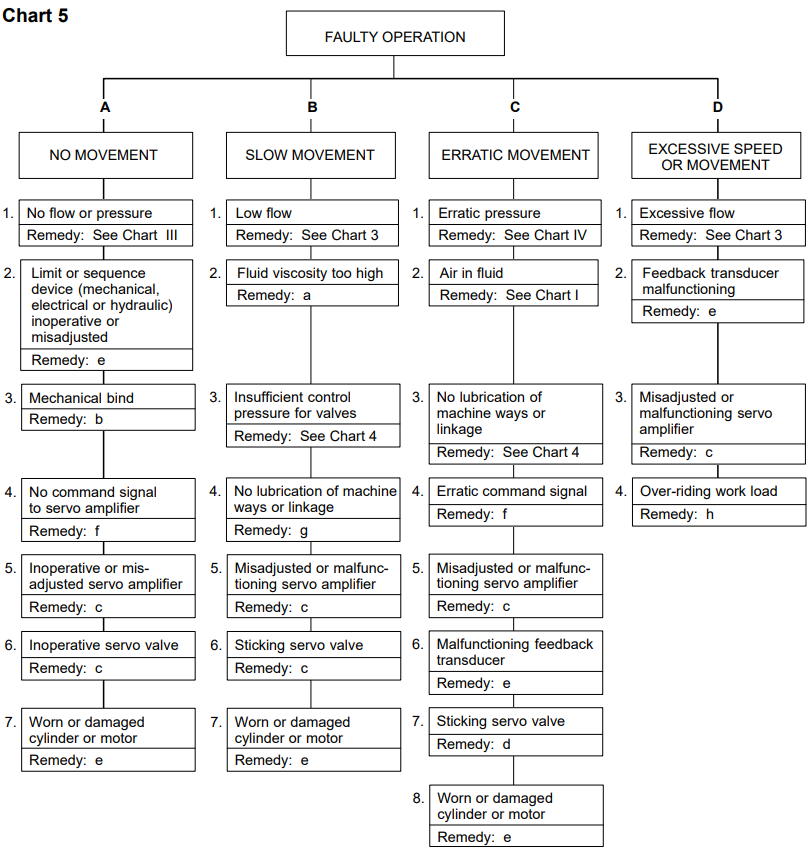 Chart 5
FAULTY OPERATION
A
NO MOVEMENT
1.
No flow or pressure
Remedy: See Chart III
2.
Limit or sequence
device (mechanical,
electrical or hydraulic)
inoperative or
misadjusted
Remedy: e
3.
Mechanical bind
Remedy: b
4.
No command signal
to servo amplifier
Remedy: f
5.
Inoperative or mis-
adjusted servo amplifier
Remedy: c
6.
Inoperative servo valve
Remedy: c
7.
Worn or damaged
cylinder or motor
Remedy: e
B
SLOW MOVEMENT
1.
Low flow
Remedy: See Chart 3
2.
Fluid viscosity too high
Remedy: a
3.
Insufficient control
pressure for valves
Remedy: See Chart 4
4.
No lubrication of machine
ways or linkage
Remedy: g
5.
Misadjusted or malfunc-
tioning servo amplifier
Remedy: c
6.
Sticking servo valve
Remedy: c
7.
Worn or damaged
cylinder or motor
Remedy: e
C
ERRATIC MOVEMENT
1.
Erratic pressure
Remedy: See Chart IV
2.
Air in fluid
Remedy: See Chart I
3.
No lubrication of
machine ways or
linkage
Remedy: See Chart 4
4.
Erratic command signal
Remedy: f
5.
Misadjusted or malfunc-
tioning servo amplifier
Remedy: c
6.
Malfunctioning feedback
transducer
Remedy: e
7.
Sticking servo valve
Remedy: d
8.
Worn or damaged
cylinder or motor
Remedy: e
D
EXCESSIVE SPEED
OR MOVEMENT
1.
Excessive flow
Remedy: See Chart 3
2.
Feedback transducer
malfunctioning
Remedy: e
3.
Misadjusted or
malfunctioning servo
amplifier
Remedy: c
4.
Over-riding work load
Remedy: h